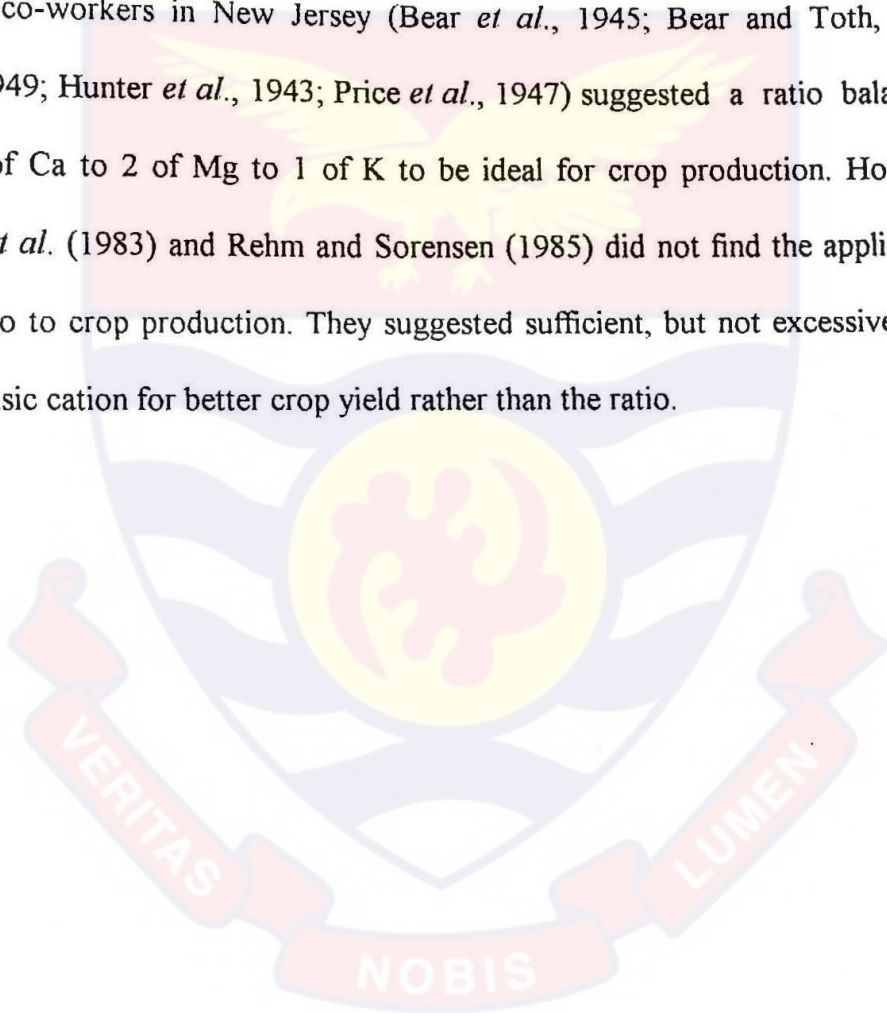 co-workers in New Jersey (Bear et al., 1945; Bear and Toth,
949; Hunter et al., 1943; Price et al., 1947) suggested a ratio bala
of Ca to 2 of Mg to 1 of K to be ideal for crop production. Ho
t al. (1983) and Rehm and Sorensen (1985) did not find the appli
o to crop production. They suggested sufficient, but not excessive
sic cation for better crop yield rather than the ratio.
VERITAS
NOBIS
LUMEN